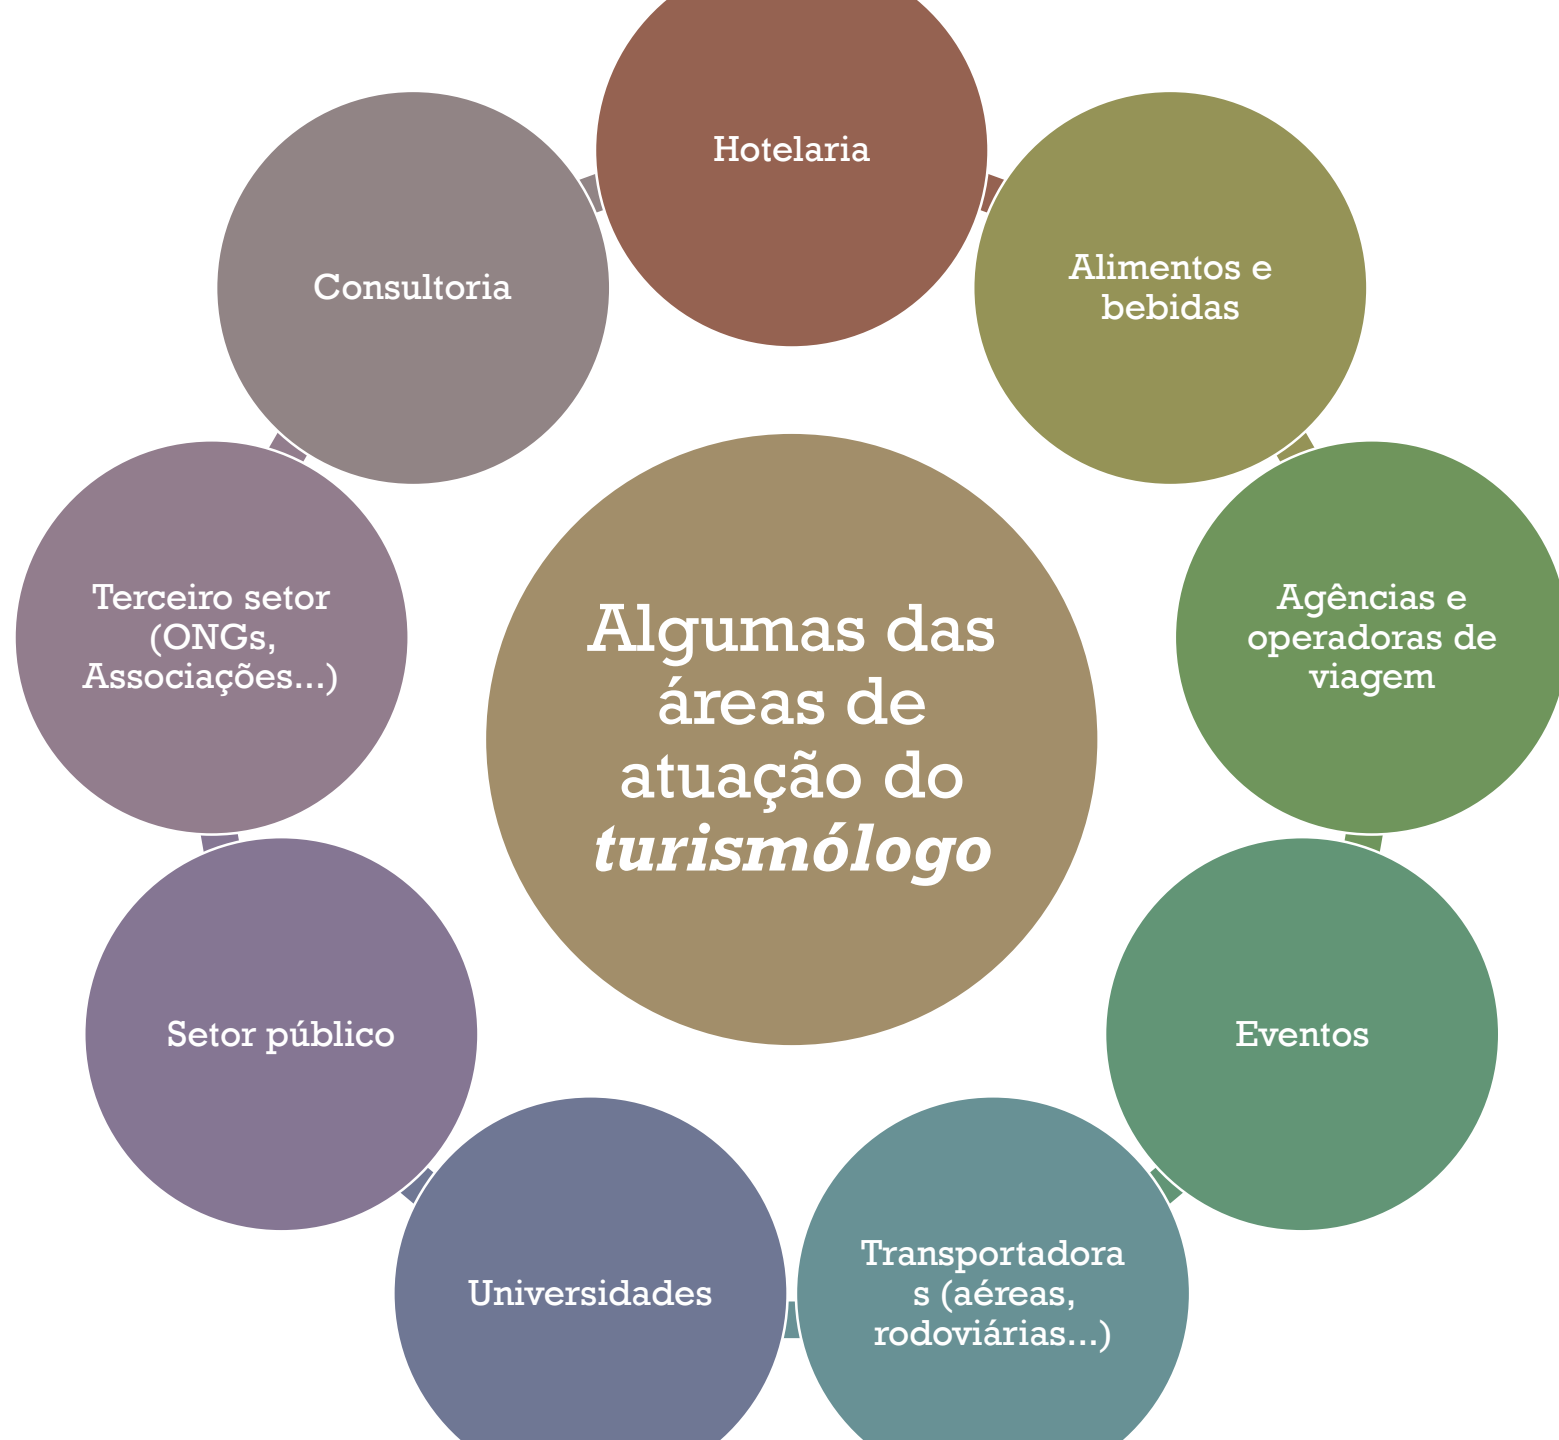 Hotelaria
Alimentos e
bebidas
Agências e
operadoras de
viagem
Eventos
Transportadora
s (aéreas,
rodoviárias...)
Universidades
Setor público
Terceiro setor
(ONGs,
Associações...)
Consultoria
Algumas das
áreas de
atuação do
turismólogo